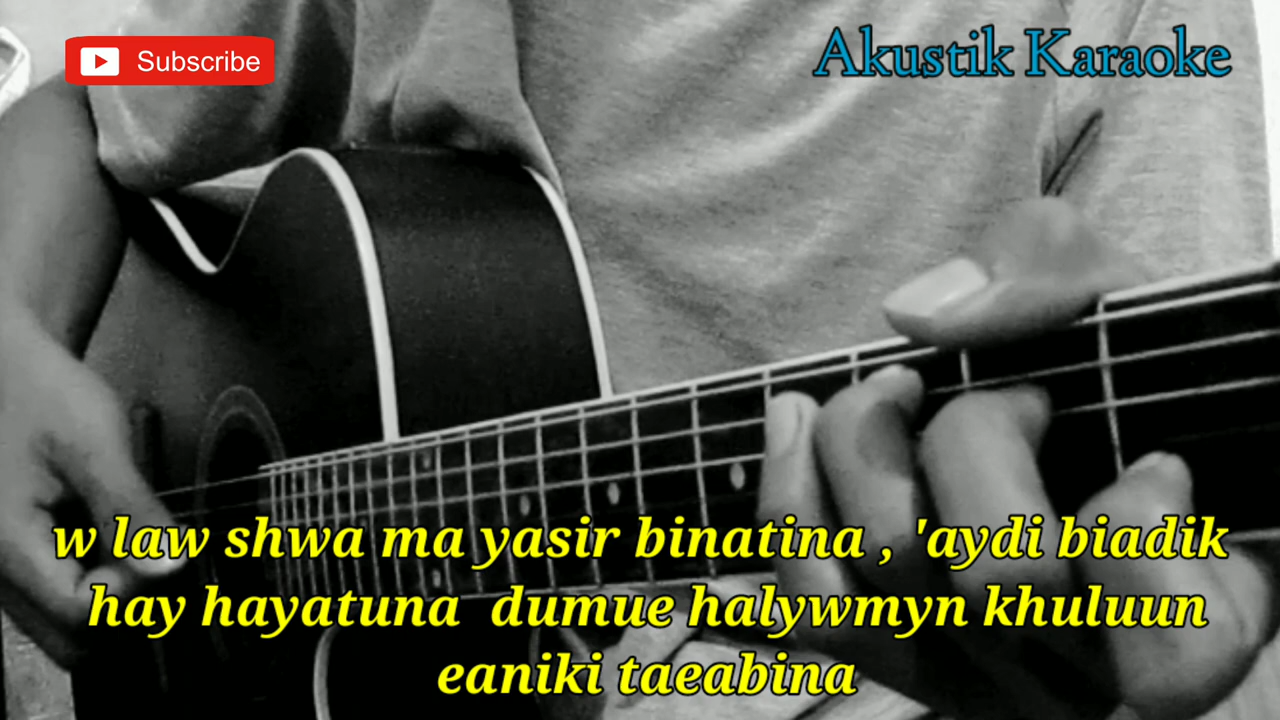 Subscribe
Akustik Karaoke
w law shwa ma yasir binatina , 'aydi biadik
hay hayatuna dumue halywmyn khuluun
eaniki taeabina